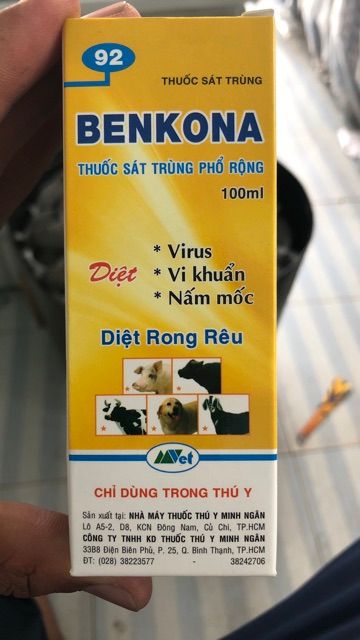 92
THUỐC SÁT TRÙNG
BENKONA
THUỐC SÁT TRÙNG PHỔ RỘNG
100ml
Diệt
* Virus
* Vi khuẩn
* Nấm mốc
Diệt Rong Rêu
Vet
CHỈ DÙNG TRONG THÚ Y
Sản xuất tại: NHÀ MÁY THUỐC THÚ Y MINH NGÂN
Lô A5-2, D8, KCN Đông Nam, Củ Chi, TP.HCM
CÔNG TY TNHH KD THUỐC THÚ Y MINH NGÂN
33B8 Điện Biên Phủ, P. 25, Q. Bình Thạnh, TP.HCM
ĐT: (028) 38223577 - 38242706